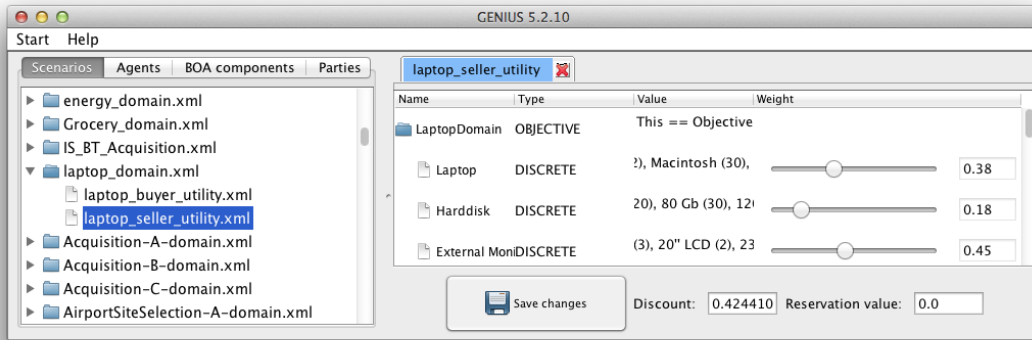 GENIUS 5.2.10
Start Help
Scenarios Agents BOA components Parties
energy_domain.xml
Grocery_domain.xml
IS_BT_Acquisition.xml
laptop_domain.xml
laptop_buyer_utility.xml
laptop_seller_utility.xml
Acquisition-A-domain.xml
Acquisition-B-domain.xml
Acquisition-C-domain.xml
AirportSiteSelection-A-domain.xml
laptop_seller_utility
Name Type Value Weight
LaptopDomain OBJECTIVE This == Objective
Laptop DISCRETE 2), Macintosh (30), 0.38
Harddisk DISCRETE 20), 80 Gb (30), 12 0.18
External Moni DISCRETE (3), 20" LCD (2), 23 0.45
Save changes Discount: 0.424410 Reservation value: 0.0